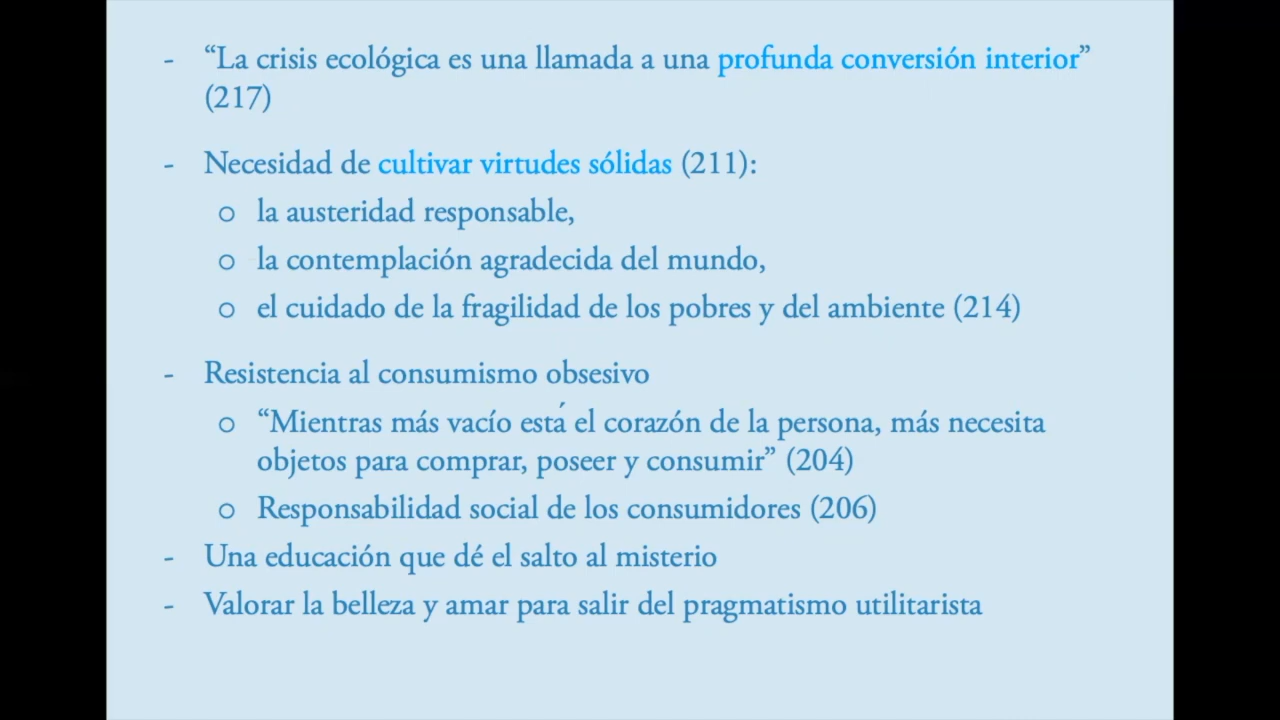 - “La crisis ecológica es una llamada a una profunda conversión interior”
(217)
- Necesidad de cultivar virtudes sólidas (211):
o la austeridad responsable,
o la contemplación agradecida del mundo,
o el cuidado de la fragilidad de los pobres y del ambiente (214)
- Resistencia al consumismo obsesivo
o “Mientras más vacío está el corazón de la persona, más necesita
objetos para comprar, poseer y consumir” (204)
o Responsabilidad social de los consumidores (206)
- Una educación que dé el salto al misterio
- Valorar la belleza y amar para salir del pragmatismo utilitarista